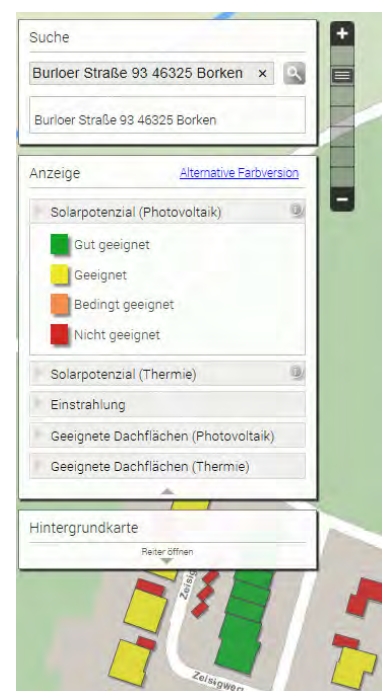 Suche
Burloer Straße 93 46325 Borken ×
Burloer Straße 93 46325 Borken
Anzeige Alternative Farbversion
Solarpotenzial (Photovoltaik)
Gut geeignet
Geeignet
Bedingt geeignet
Nicht geeignet
Solarpotenzial (Thermie)
Einstrahlung
Geeignete Dachflächen (Photovoltaik)
Geeignete Dachflächen (Thermie)
Hintergrundkarte
Reiter öffnen
Zeisigweg